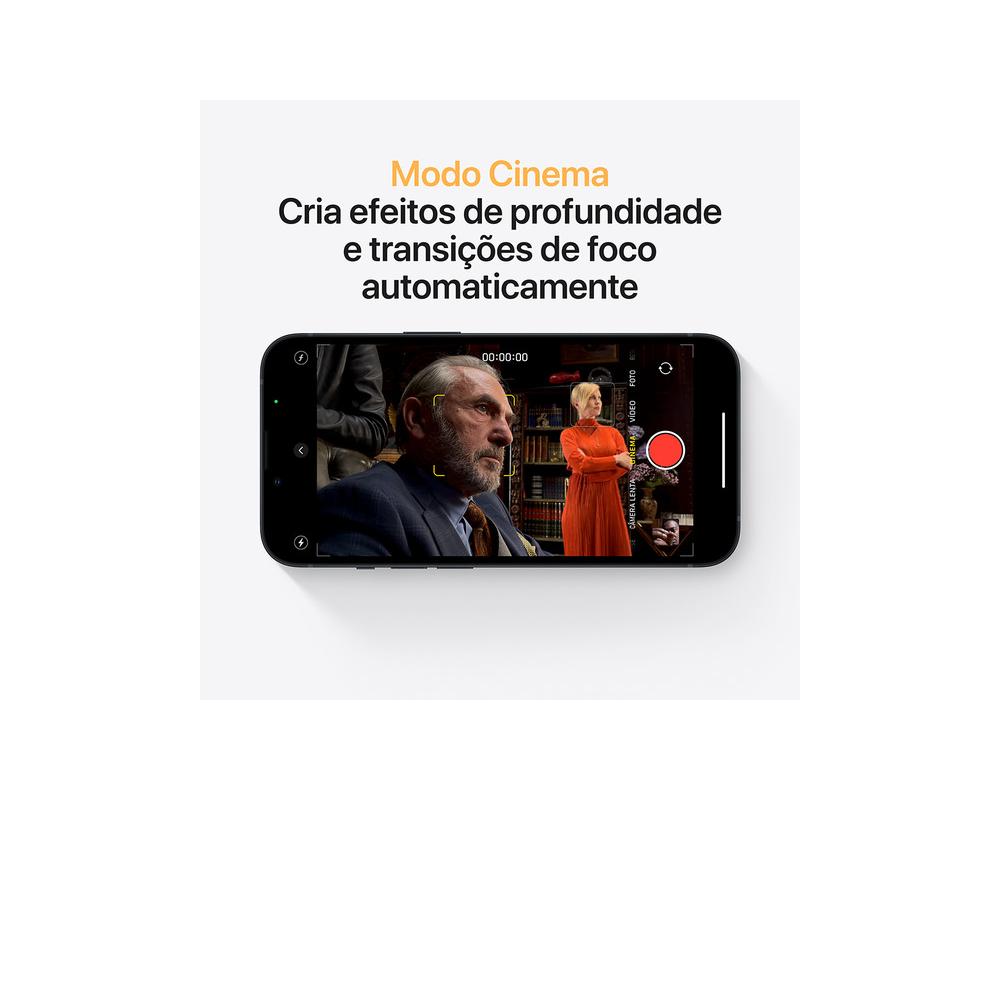 Modo Cinema
Cria efeitos de profundidade
e transições de foco
automaticamente
00:00:00
FOTO
VÍDEO
CINEMA
CÂMERA LENTA